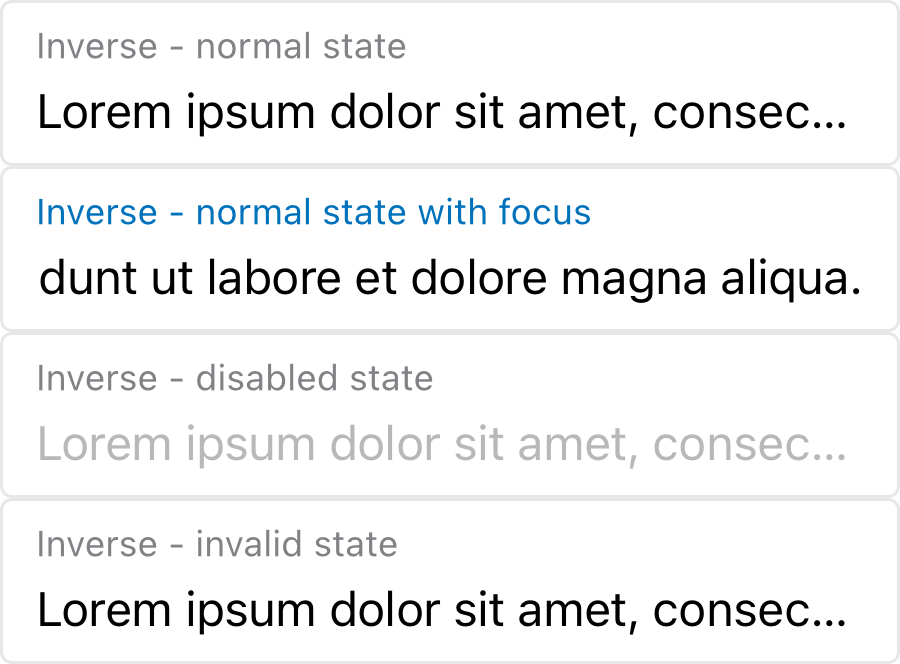 Inverse - normal state
Lorem ipsum dolor sit amet, consec...
Inverse - normal state with focus
dunt ut labore et dolore magna aliqua.
Inverse - disabled state
Lorem ipsum dolor sit amet, consec...
Inverse - invalid state
Lorem ipsum dolor sit amet, consec...